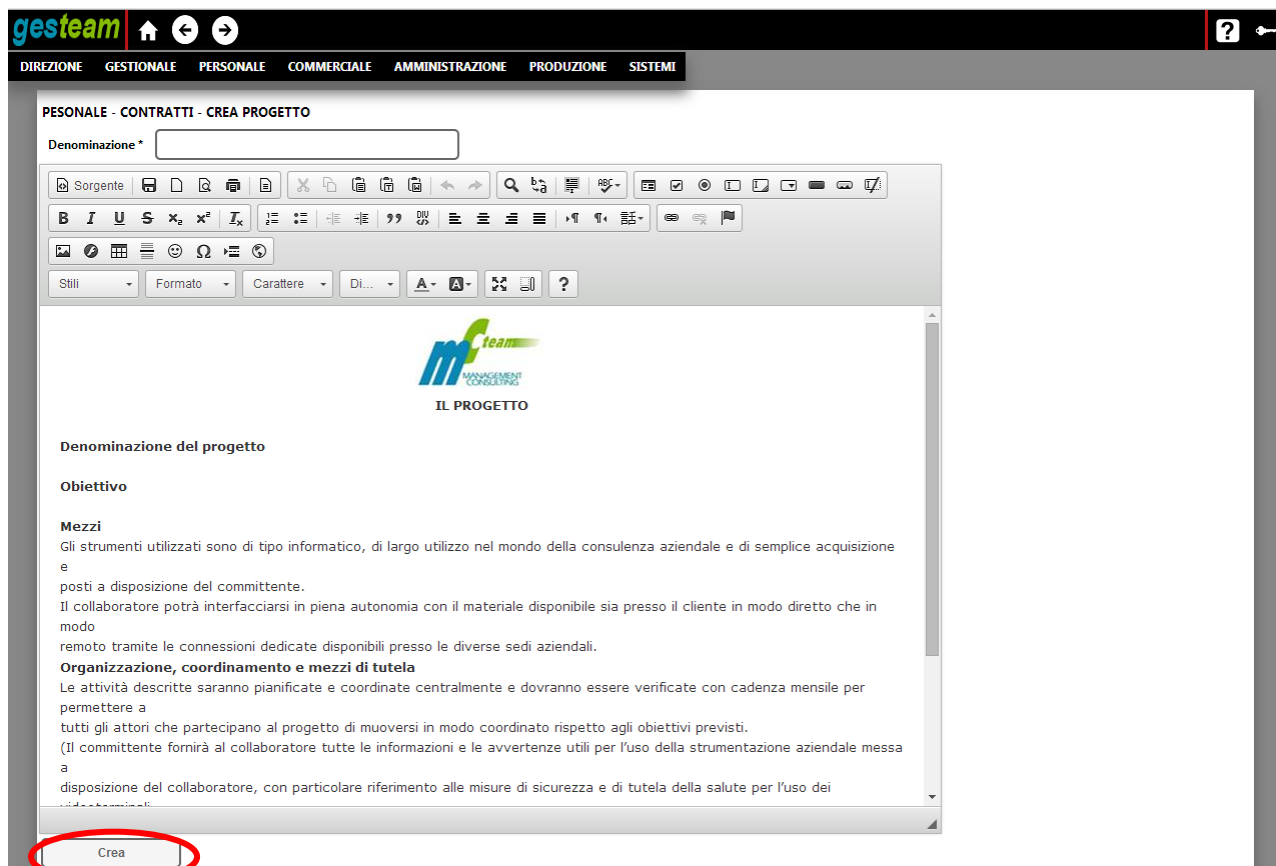 gesteam
DIREZIONE GESTIONALE PERSONALE COMMERCIALE AMMINISTRAZIONE PRODUZIONE SISTEMI
PESONALE - CONTRATTI - CREA PROGETTO
Denominazione *
Sorgente
Stili Formato Carattere Di...
mc team
MANAGEMENT
CONSULTING
IL PROGETTO
Denominazione del progetto
Obiettivo
Mezzi
Gli strumenti utilizzati sono di tipo informatico, di largo utilizzo nel mondo della consulenza aziendale e di semplice acquisizione
e
posti a disposizione del committente.
Il collaboratore potrà interfacciarsi in piena autonomia con il materiale disponibile sia presso il cliente in modo diretto che in
modo
remoto tramite le connessioni dedicate disponibili presso le diverse sedi aziendali.
Organizzazione, coordinamento e mezzi di tutela
Le attività descritte saranno pianificate e coordinate centralmente e dovranno essere verificate con cadenza mensile per
permettere a
tutti gli attori che partecipano al progetto di muoversi in modo coordinato rispetto agli obiettivi previsti.
(Il committente fornirà al collaboratore tutte le informazioni e le avvertenze utili per l'uso della strumentazione aziendale messa
a
disposizione del collaboratore, con particolare riferimento alle misure di sicurezza e di tutela della salute per l'uso dei
Crea